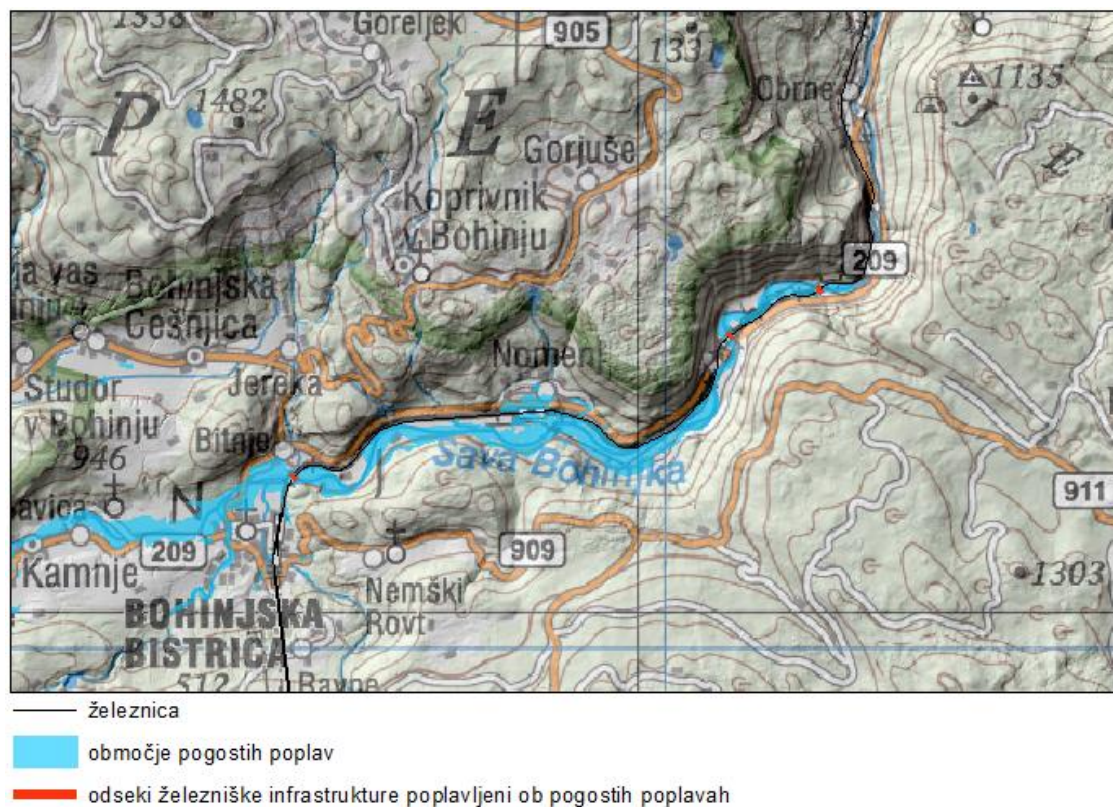 1338
Goreljek
905
1331
Obrne
1135
P
1482
E
Gorjuše
E
Koprivnik
v Bohinju
209
Bohinjska
Češnjica
Nomenj
Studor
v Bohinju
Jereka
946
Bitnje
Sava Bohinjka
N
J
911
209
909
Kamnje
1303
Nemški
Rovt
BOHINJSKA
BISTRICA
512
Ravne
železnica
območje pogostih poplav
odseki železniške infrastrukture poplavljeni ob pogostih poplavah